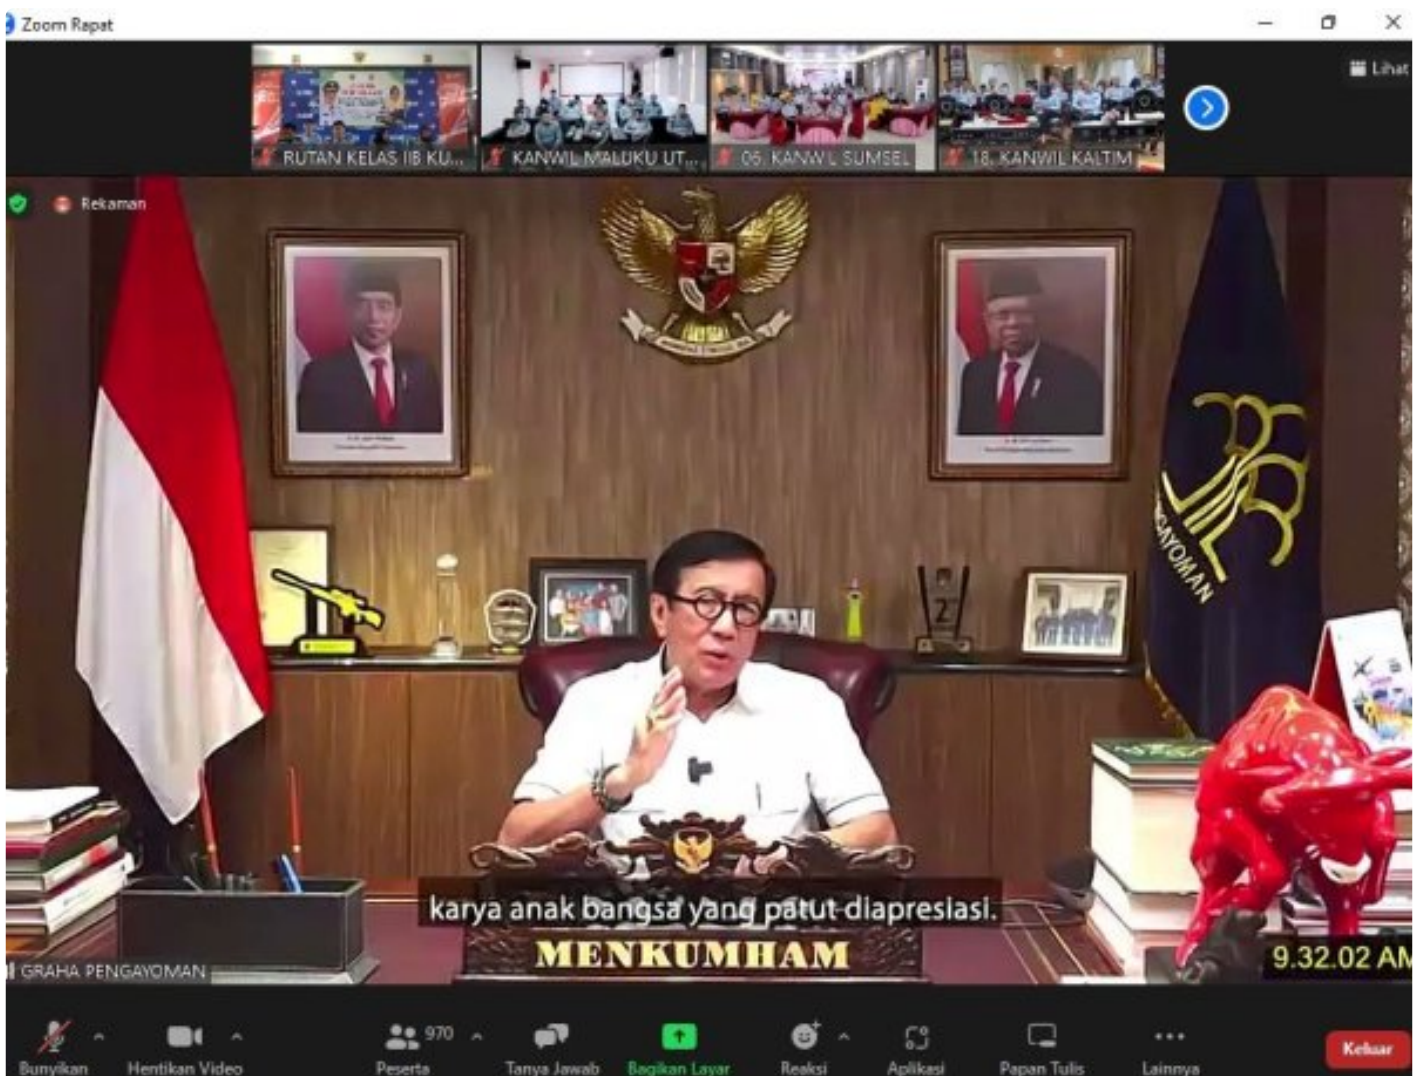 Zoom Rapat
Lihat
RUTAN KELAS IIB KU...
KANWIL MALUKU UT...
06. KANWIL SUMSEL
18. KANWIL KALTIM
Rekaman
PENGAYOMAN
karya anak bangsa yang patut diapresiasi.
MENKUMHAM
GRAHA PENGAYOMAN
9.32.02 AM
Bunyikan
Hentikan Video
970
Peserta
Tanya Jawab
Bagikan Layar
Reaksi
Aplikasi
Papan Tulis
Lainnya
Keluar